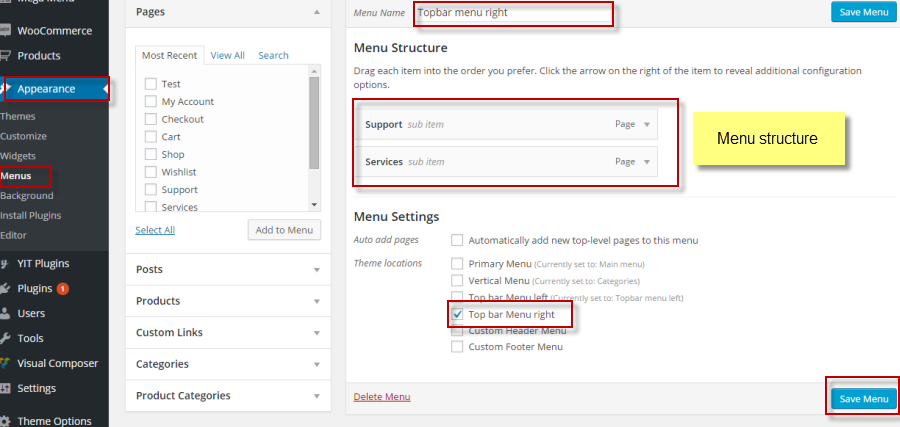 Mega Menu
WooCommerce
Products
Appearance
Themes
Customize
Widgets
Menus
Background
Install Plugins
Editor
YIT Plugins
Plugins 1
Users
Tools
Visual Composer
Settings
Theme Options
Pages
Most Recent View All Search
Test
My Account
Checkout
Cart
Shop
Wishlist
Support
Services
Select All Add to Menu
Posts
Products
Custom Links
Categories
Product Categories
Menu Name Topbar menu right Save Menu
Menu Structure
Drag each item into the order you prefer. Click the arrow on the right of the item to reveal additional configuration
options.
Support sub item Page
Services sub item Page
Menu structure
Menu Settings
Auto add pages Automatically add new top-level pages to this menu
Theme locations Primary Menu (Currently set to: Main menu)
Vertical Menu (Currently set to: Categories)
Top bar Menu left (Currently set to: Topbar menu left)
Top bar Menu right
Custom Header Menu
Custom Footer Menu
Delete Menu Save Menu